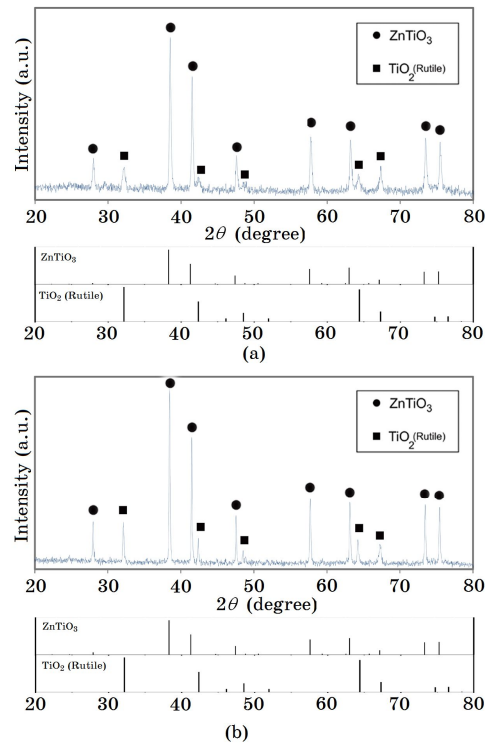 Intensity (a.u.)
● ZnTiO3
■ TiO2(Rutile)
20 30 40 50 60 70 80
2θ (degree)
ZnTiO3
TiO2 (Rutile)
20 30 40 50 60 70 80
(a)
Intensity (a.u.)
● ZnTiO3
■ TiO2(Rutile)
20 30 40 50 60 70 80
2θ (degree)
ZnTiO3
TiO2 (Rutile)
20 30 40 50 60 70 80
(b)